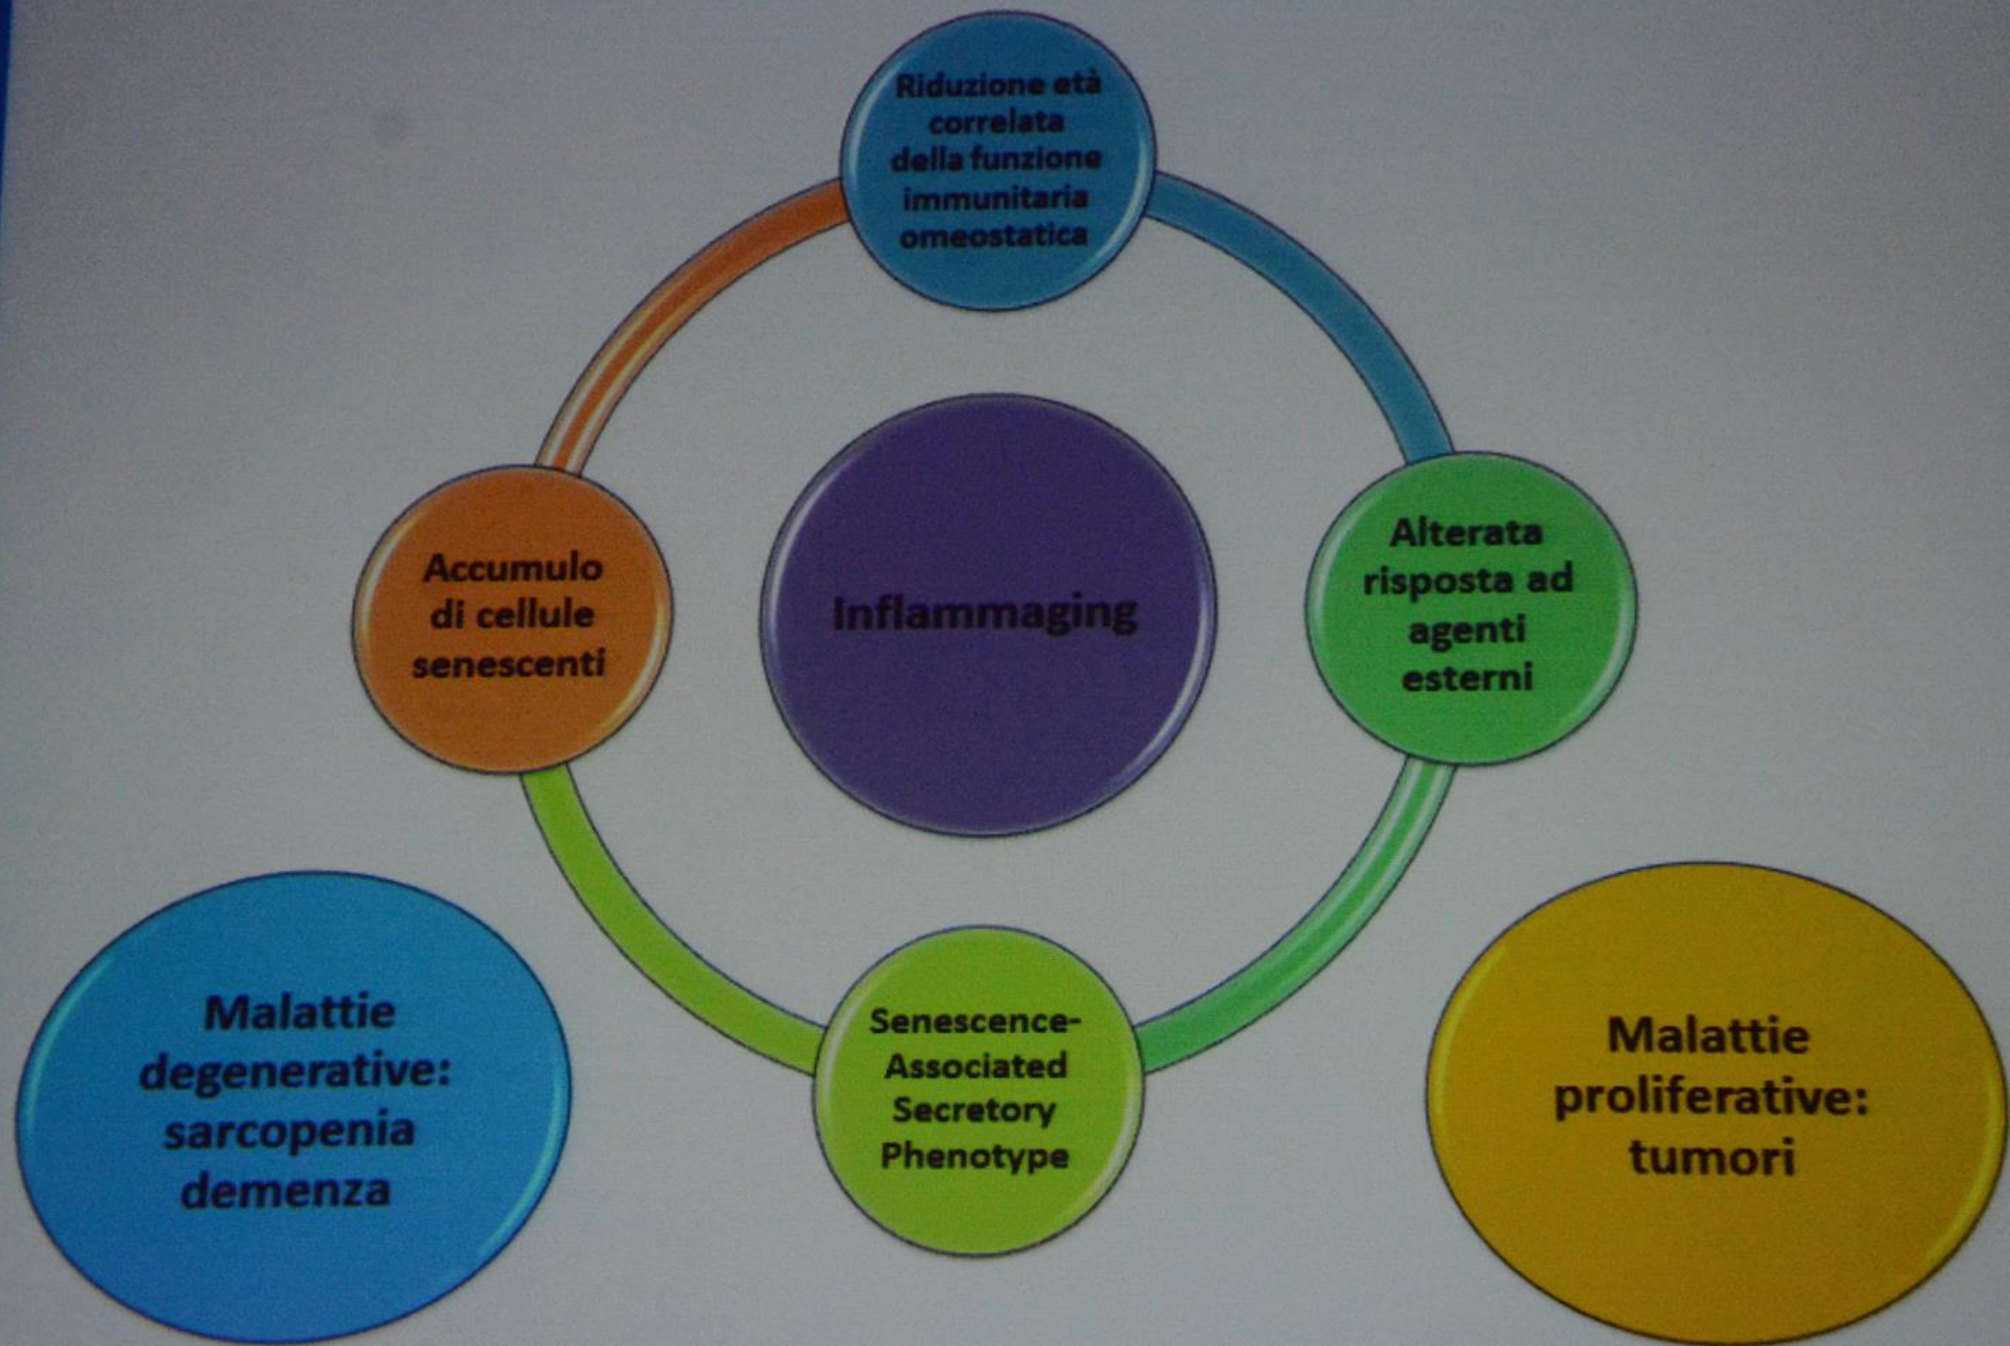 Riduzione età
correlata
della funzione
immunitaria
omeostatica
Accumulo
di cellule
senescenti
Inflammaging
Alterata
risposta ad
agenti
esterni
Senescence-
Associated
Secretory
Phenotype
Malattie
degenerative:
sarcopenia
demenza
Malattie
proliferative:
tumori